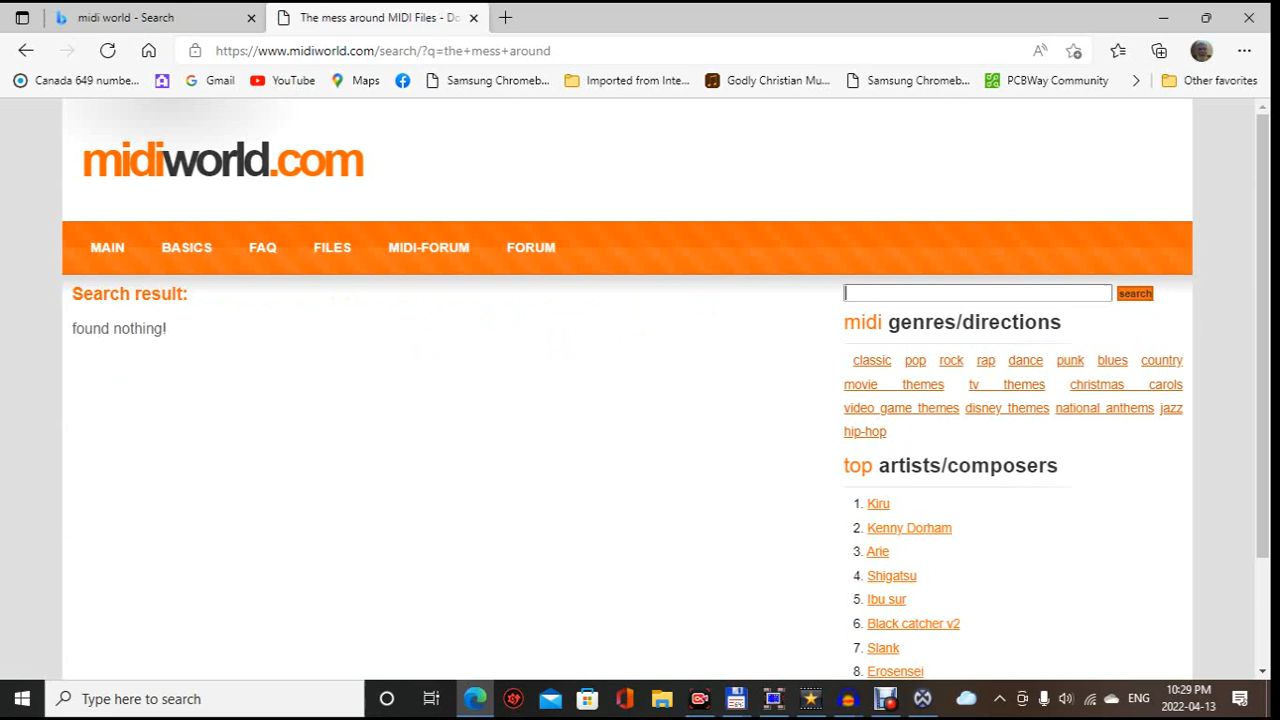 midi world - Search
The mess around MIDI Files - Do
https://www.midiworld.com/search/?q=the+mess+around
Canada 649 numbe...
Gmail
YouTube
Maps
Samsung Chromeb...
Imported from Inte...
Godly Christian Mu...
Samsung Chromeb...
PCBWay Community
Other favorites
midiworld.com
MAIN BASICS FAQ FILES MIDI-FORUM FORUM
Search result:
found nothing!
search
midi genres/directions
classic pop rock rap dance punk blues country
movie themes tv themes christmas carols
video game themes disney themes national anthems jazz
hip-hop
top artists/composers
1. Kiru
2. Kenny Dorham
3. Arie
4. Shigatsu
5. Ibu sur
6. Black catcher v2
7. Slank
8. Erosensei
Type here to search
ENG
10:29 PM
2022-04-13